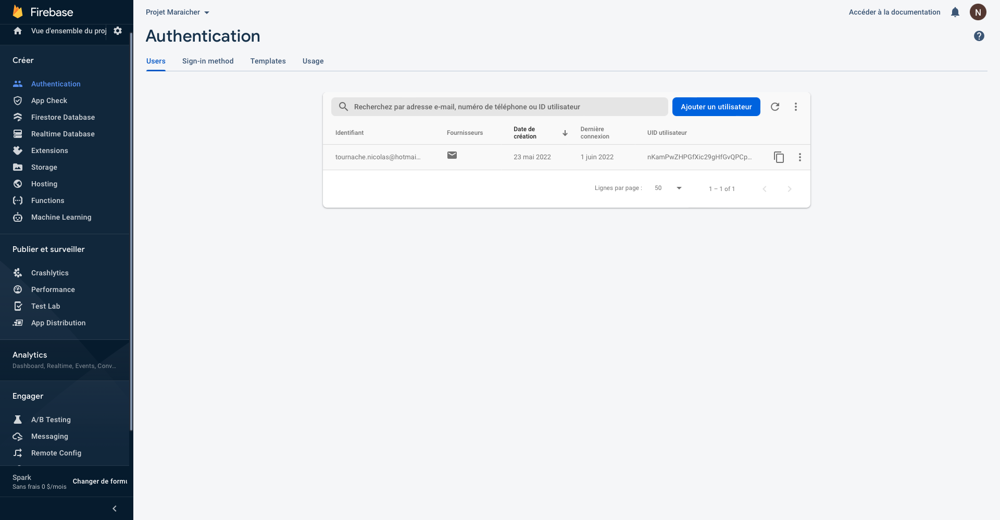 Firebase
Vue d'ensemble du proj
Créer
Authentication
App Check
Firestore Database
Realtime Database
Extensions
Storage
Hosting
Functions
Machine Learning
Publier et surveiller
Crashlytics
Performance
Test Lab
App Distribution
Analytics
Dashboard, Realtime, Events, Conv...
Engager
A/B Testing
Messaging
Remote Config
Spark
Sans frais 0 $/mois
Changer de formu
Projet Maraicher
Accéder à la documentation
N
Authentication
Users Sign-in method Templates Usage
Recherchez par adresse e-mail, numéro de téléphone ou ID utilisateur
Ajouter un utilisateur
Identifiant
Fournisseurs
Date de
création
Dernière
connexion
UID utilisateur
tournache.nicolas@hotmai... 23 mai 2022 1 juin 2022 nKamPwZHPGfXic29gHfGvQPCp...
Lignes par page : 50 1 – 1 of 1